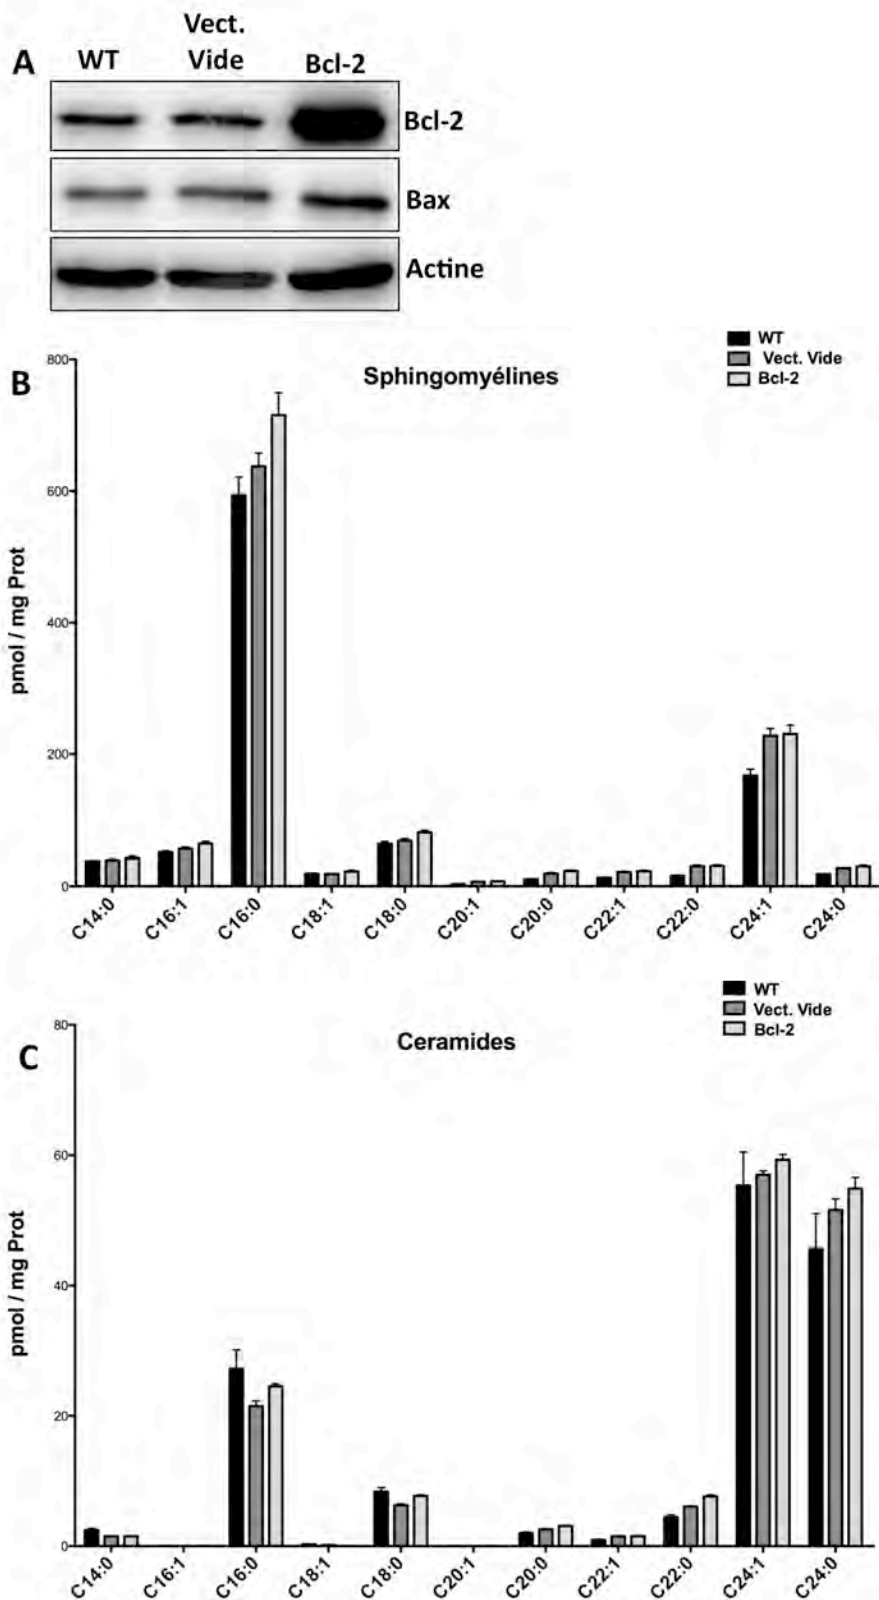 Vect.
A WT Vide Bcl-2
Bcl-2
Bax
Actine
B
Sphingomyélines
WT
Vect. Vide
Bcl-2
800
600
400
200
0
pmol / mg Prot
C14:0 C16:1 C16:0 C18:1 C18:0 C20:1 C20:0 C22:1 C22:0 C24:1 C24:0
C
Ceramides
WT
Vect. Vide
Bcl-2
80
60
40
20
0
pmol / mg Prot
C14:0 C16:1 C16:0 C18:1 C18:0 C20:1 C20:0 C22:1 C22:0 C24:1 C24:0